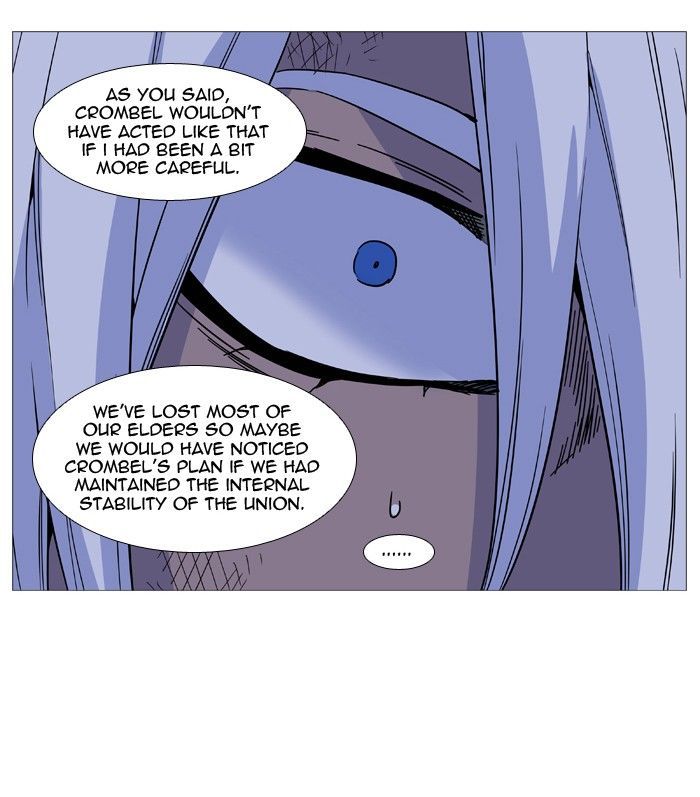 AS YOU SAID,
CROMBEL WOULDN'T
HAVE ACTED LIKE THAT
IF I HAD BEEN A BIT
MORE CAREFUL.
WE'VE LOST MOST OF
OUR ELDERS SO MAYBE
WE WOULD HAVE NOTICED
CROMBEL'S PLAN IF WE HAD
MAINTAINED THE INTERNAL
STABILITY OF THE UNION.
......